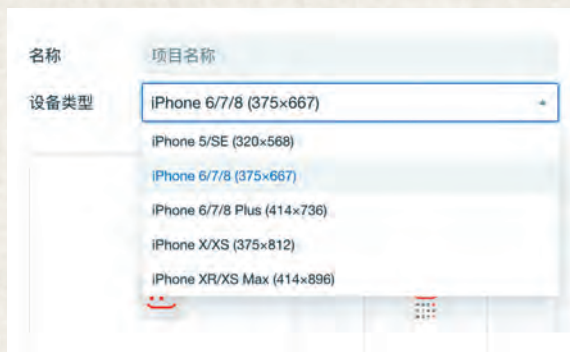 名称 项目名称
设备类型 iPhone 6/7/8 (375×667)
iPhone 5/SE (320×568)
iPhone 6/7/8 (375×667)
iPhone 6/7/8 Plus (414×736)
iPhone X/XS (375×812)
iPhone XR/XS Max (414×896)